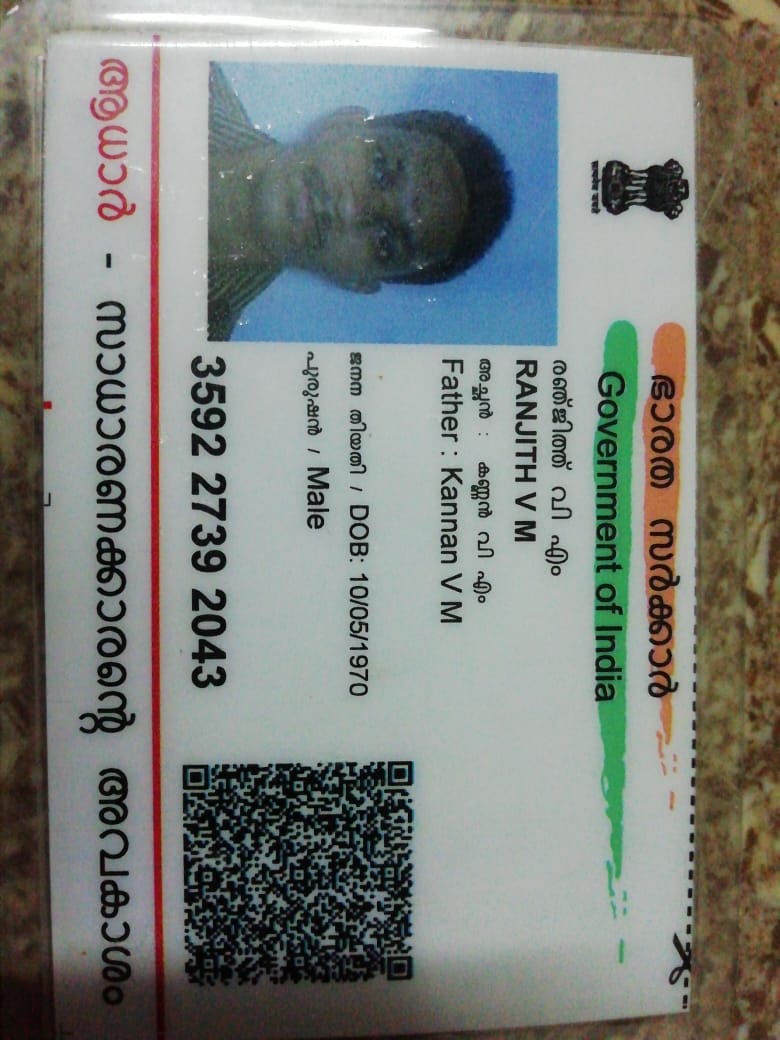 ഭാരത സർക്കാർ
Government of India
രഞ്ജിത്ത് വി എം
RANJITH V M
അച്ഛൻ : കണ്ണൻ വി എം
Father : Kannan V M
ജനന തിയതി / DOB: 10/05/1970
പുരുഷൻ / Male
3592 2739 2043
ആധാർ - സാധാരണക്കാരന്റെ അവകാശം